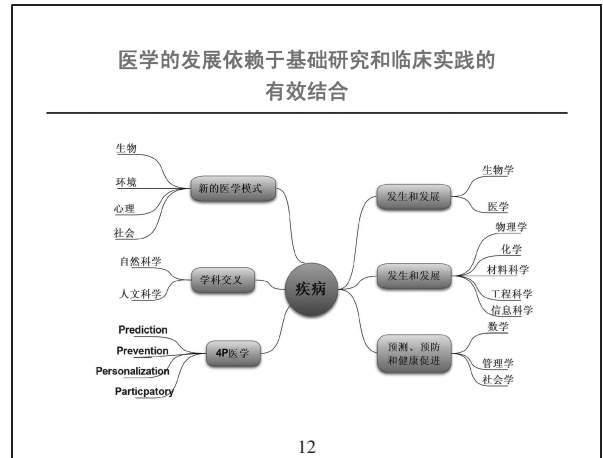 医学的发展依赖于基础研究和临床实践的
有效结合
生物
环境
心理
社会
新的医学模式
自然科学
人文科学
学科交叉
Prediction
Prevention
Personalization
Particpatory
4P医学
疾病
发生和发展
生物学
医学
发生和发展
物理学
化学
材料科学
工程科学
信息科学
预测、预防
和健康促进
数学
管理学
社会学
12